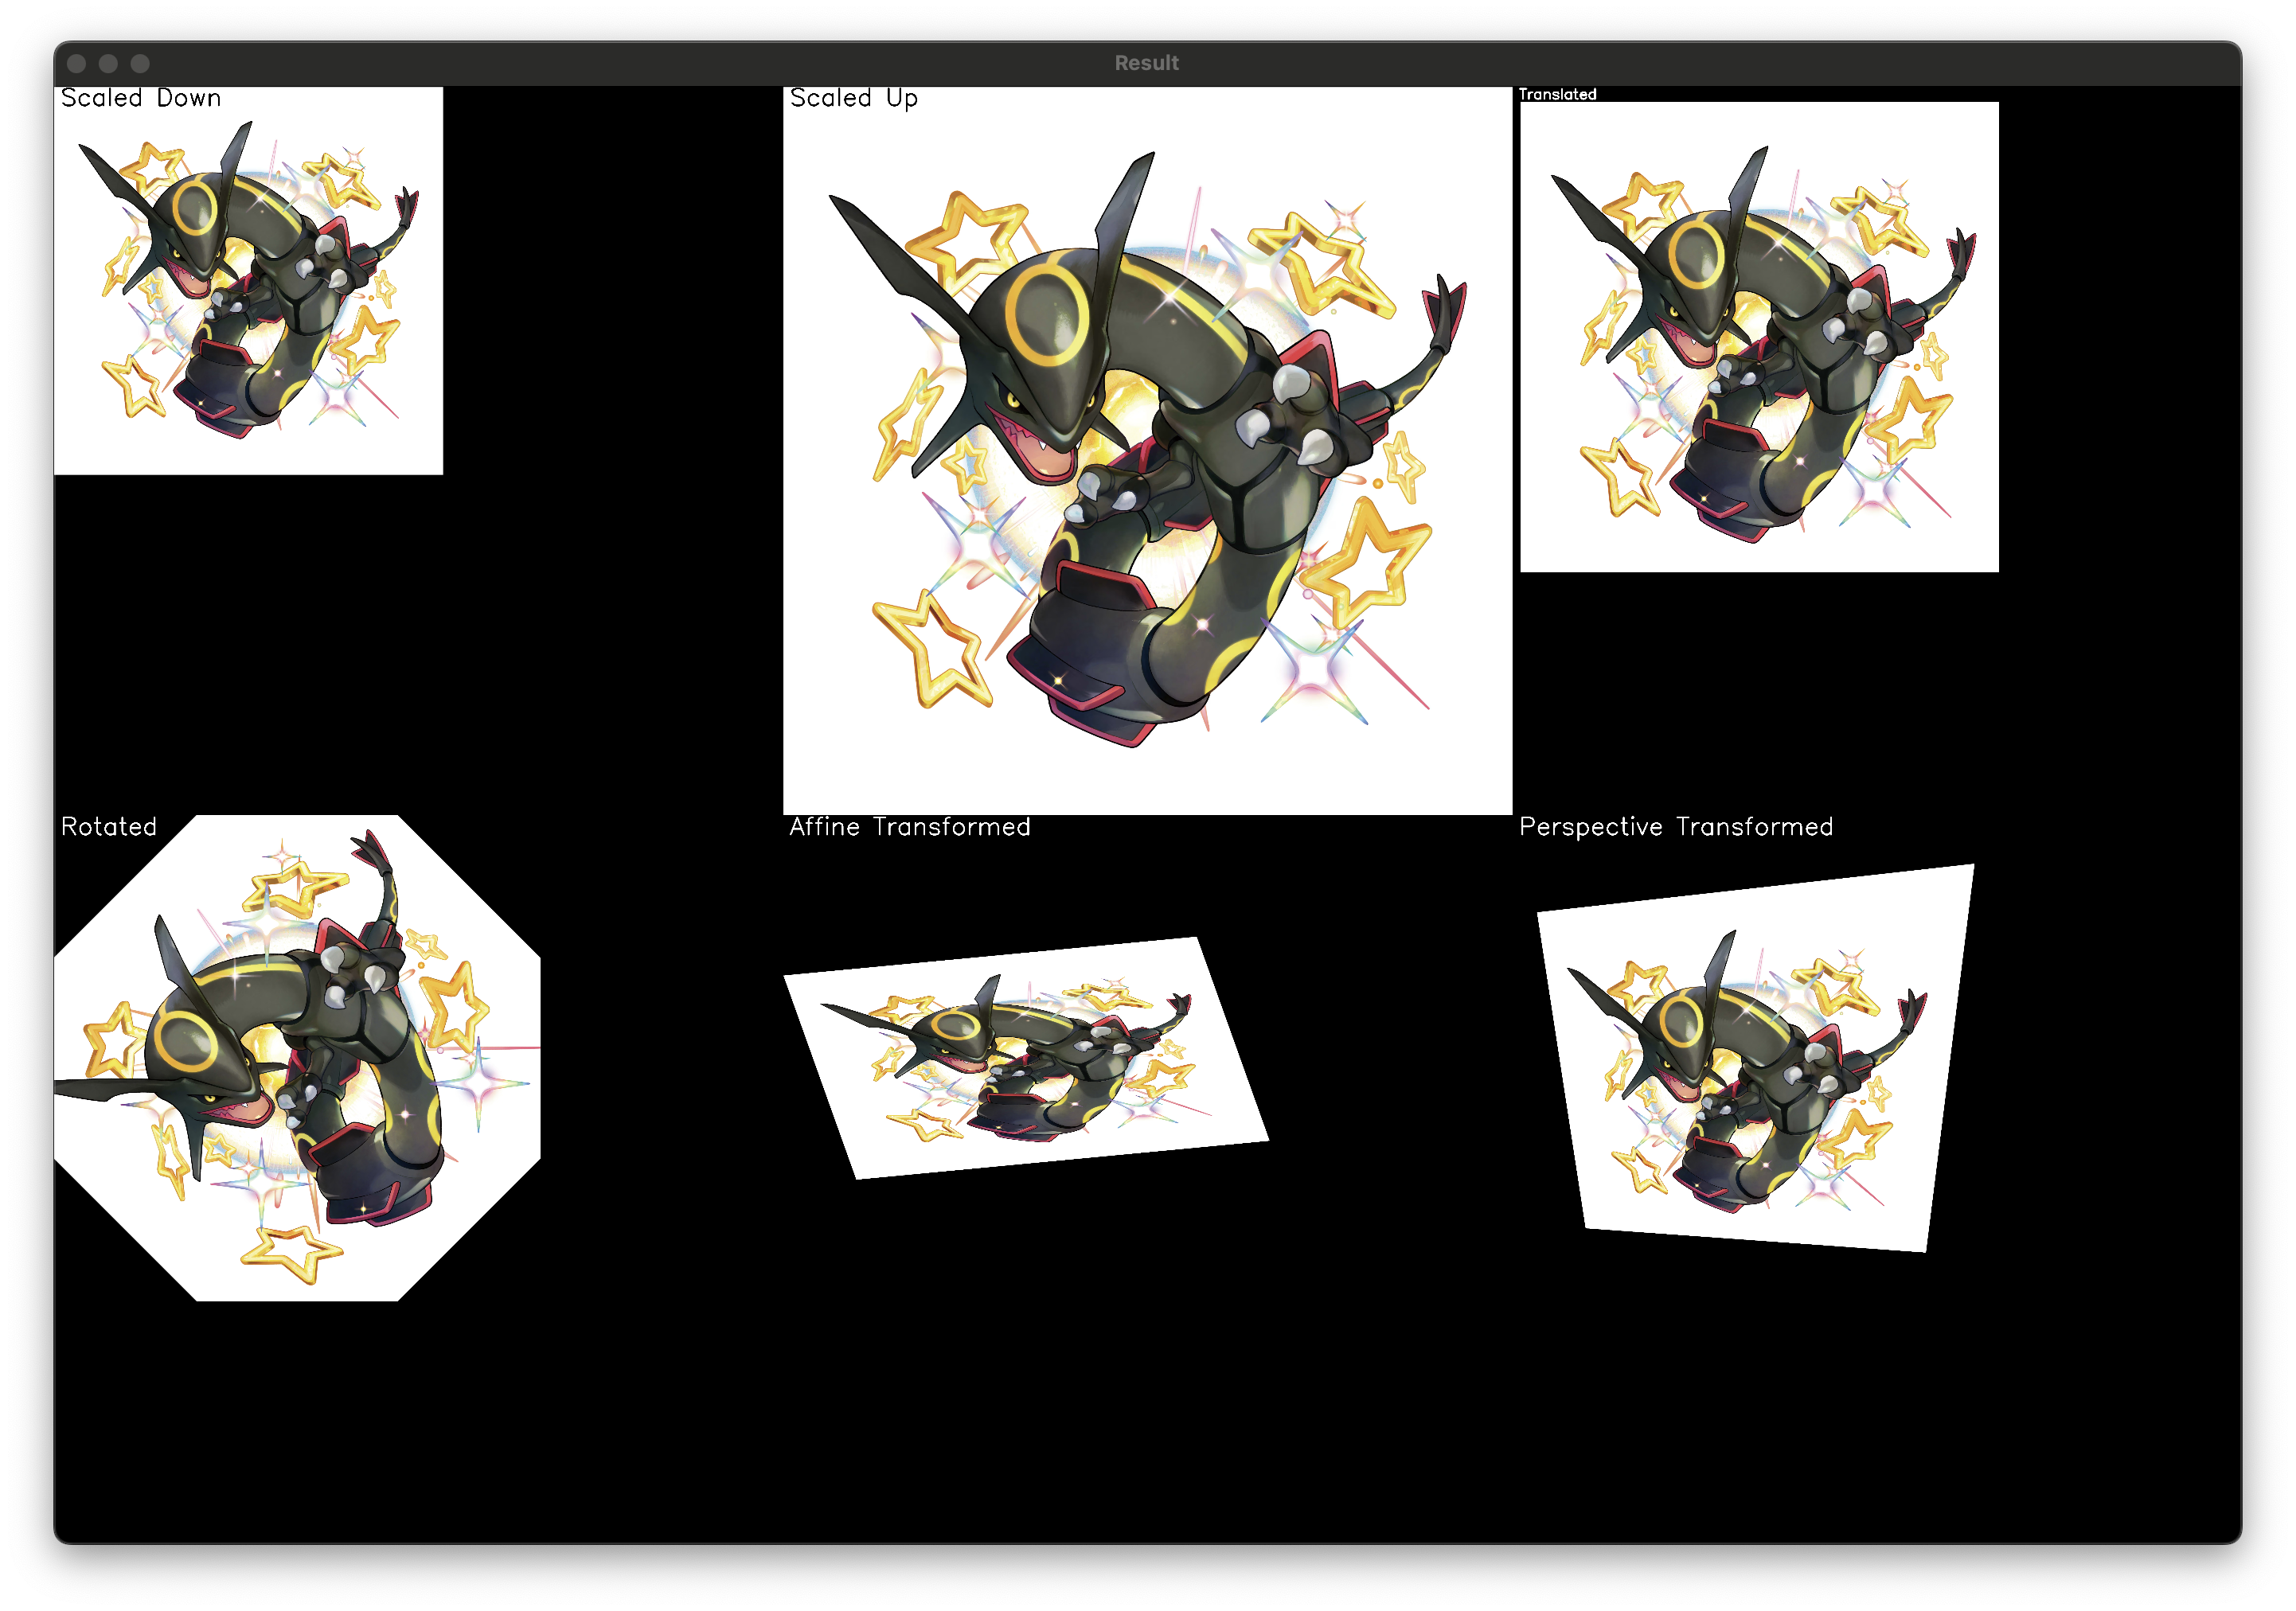 Result
Scaled Down
Scaled Up
Translated
Rotated
Affine Transformed
Perspective Transformed